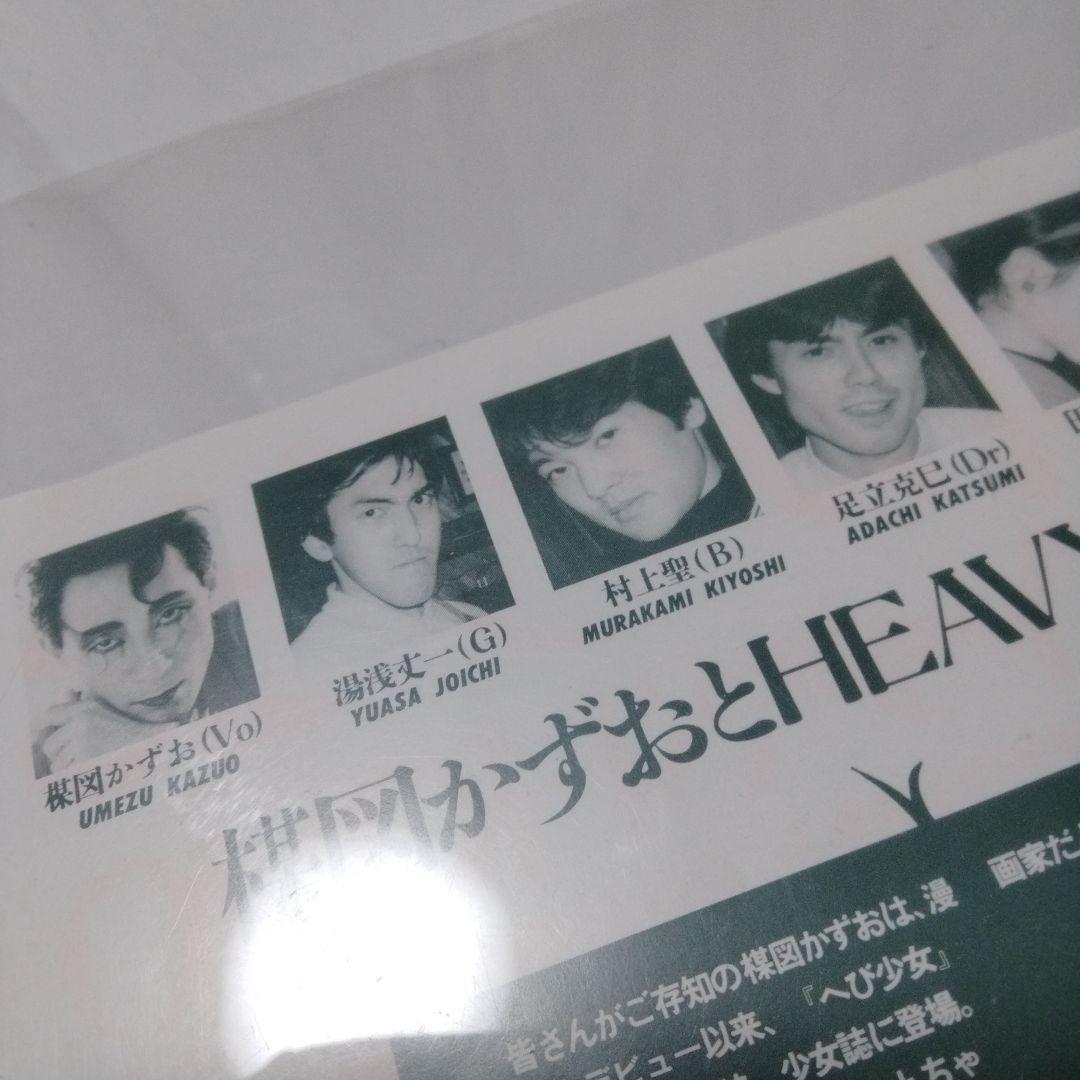 楳図かずお(Vo)
UMEZU KAZUO
湯浅丈一(G)
YUASA JOICHI
村上聖(B)
MURAKAMI KIYOSHI
足立克巳(Dr)
ADACHI KATSUMI
楳図かずおとHEAVY
皆さんがご存知の楳図かずおは、漫
デビュー以来、『へび少女』
少女誌に登場。
ちゃ
画家だ